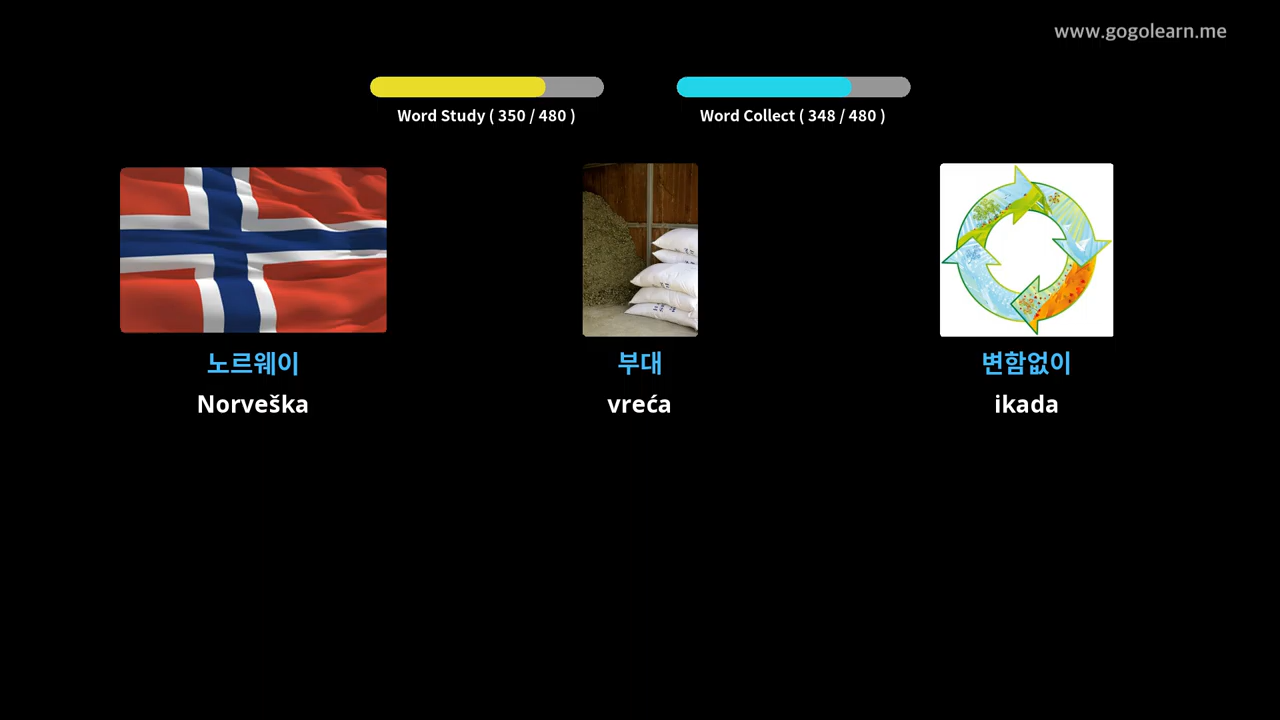 www.gogolearn.me
Word Study ( 350 / 480 )
Word Collect ( 348 / 480 )
노르웨이
부대
변함없이
Norveška
vreća
ikada